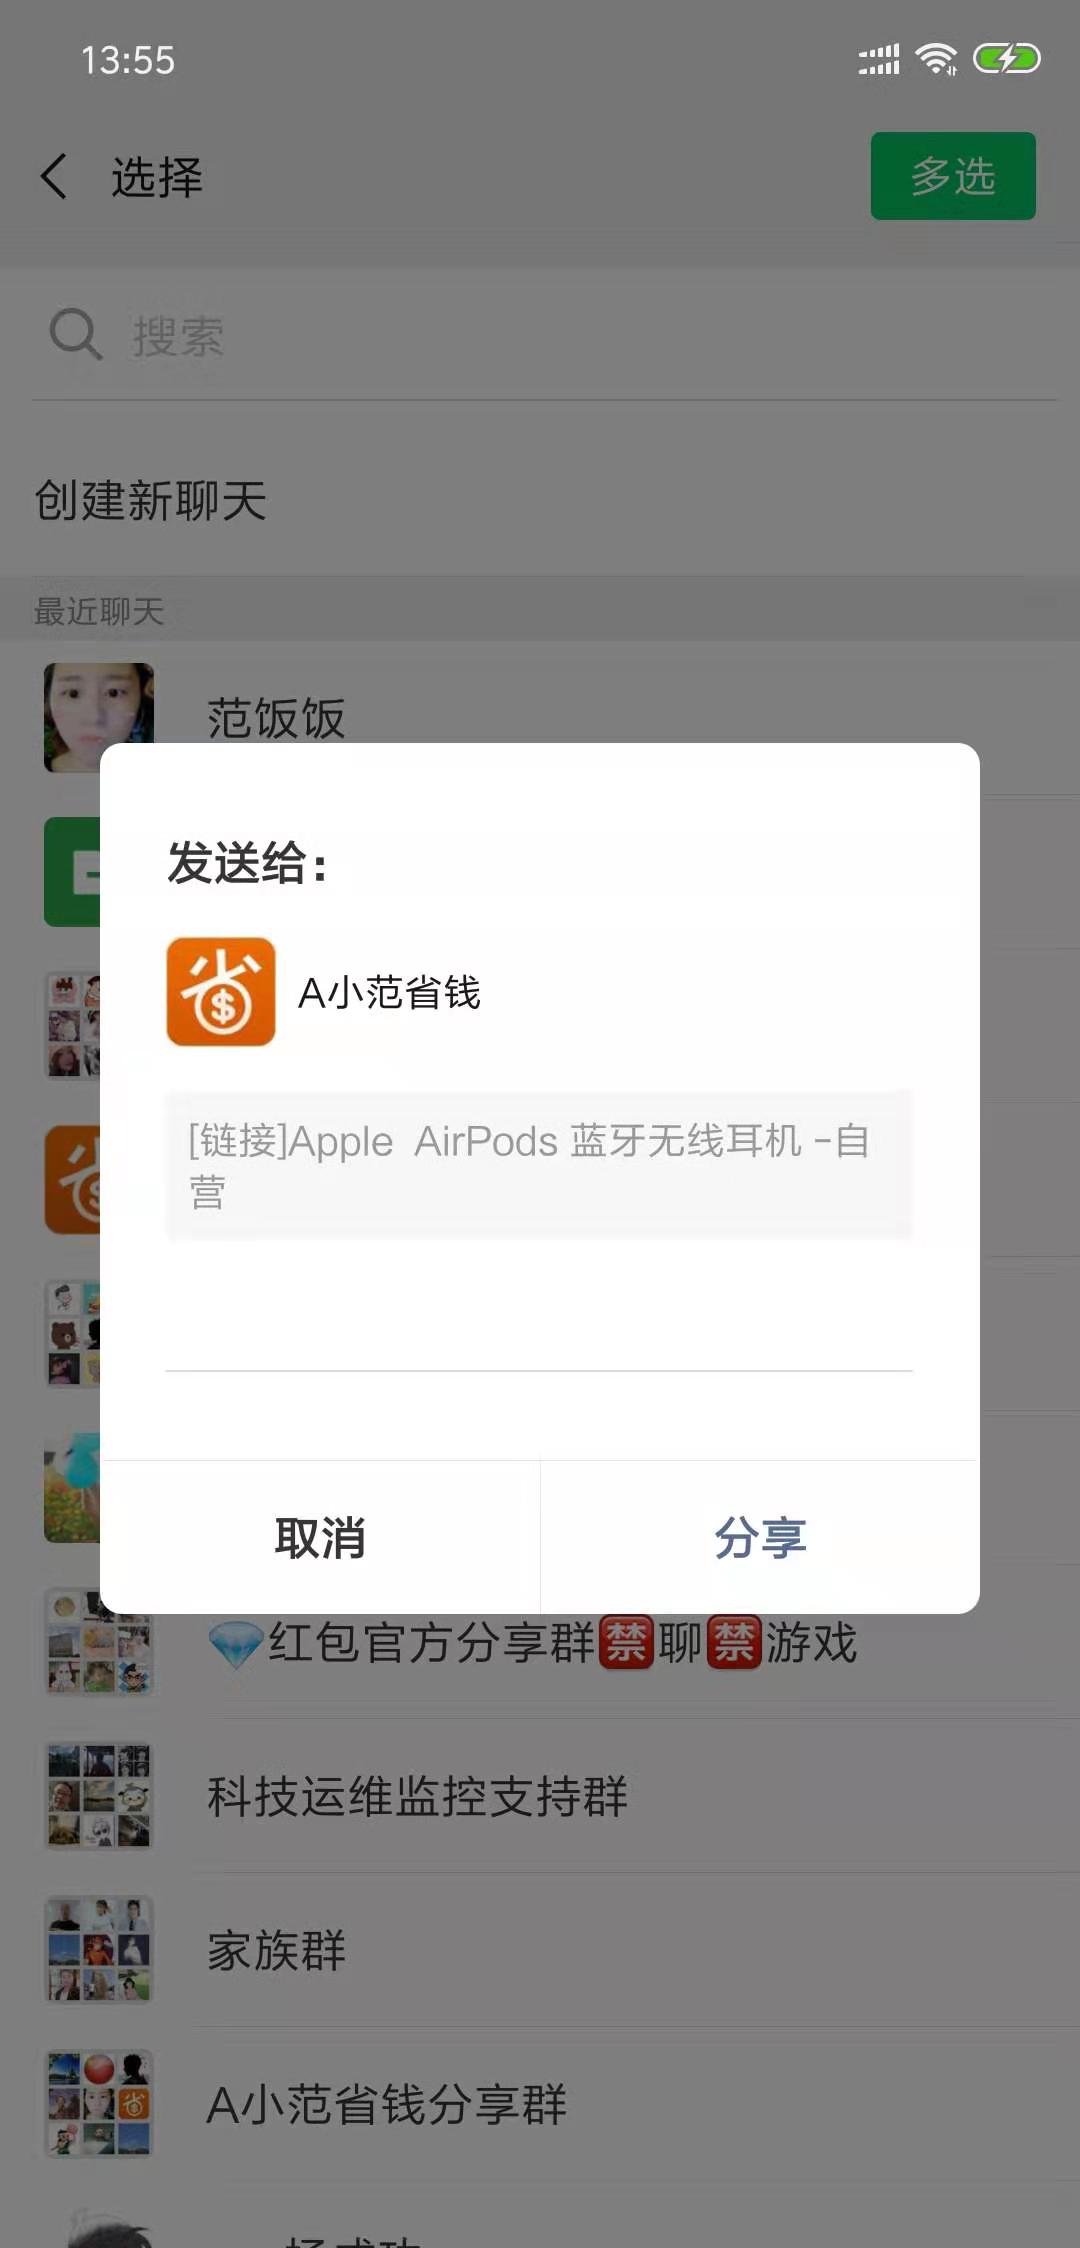 13:55
选择
多选
搜索
创建新聊天
最近聊天
范饭饭
发送给:
省
A小范省钱
[链接]Apple  AirPods 蓝牙无线耳机 -自
营
取消
分享
💎红包官方分享群🈲聊🈲游戏
科技运维监控支持群
家族群
A小范省钱分享群